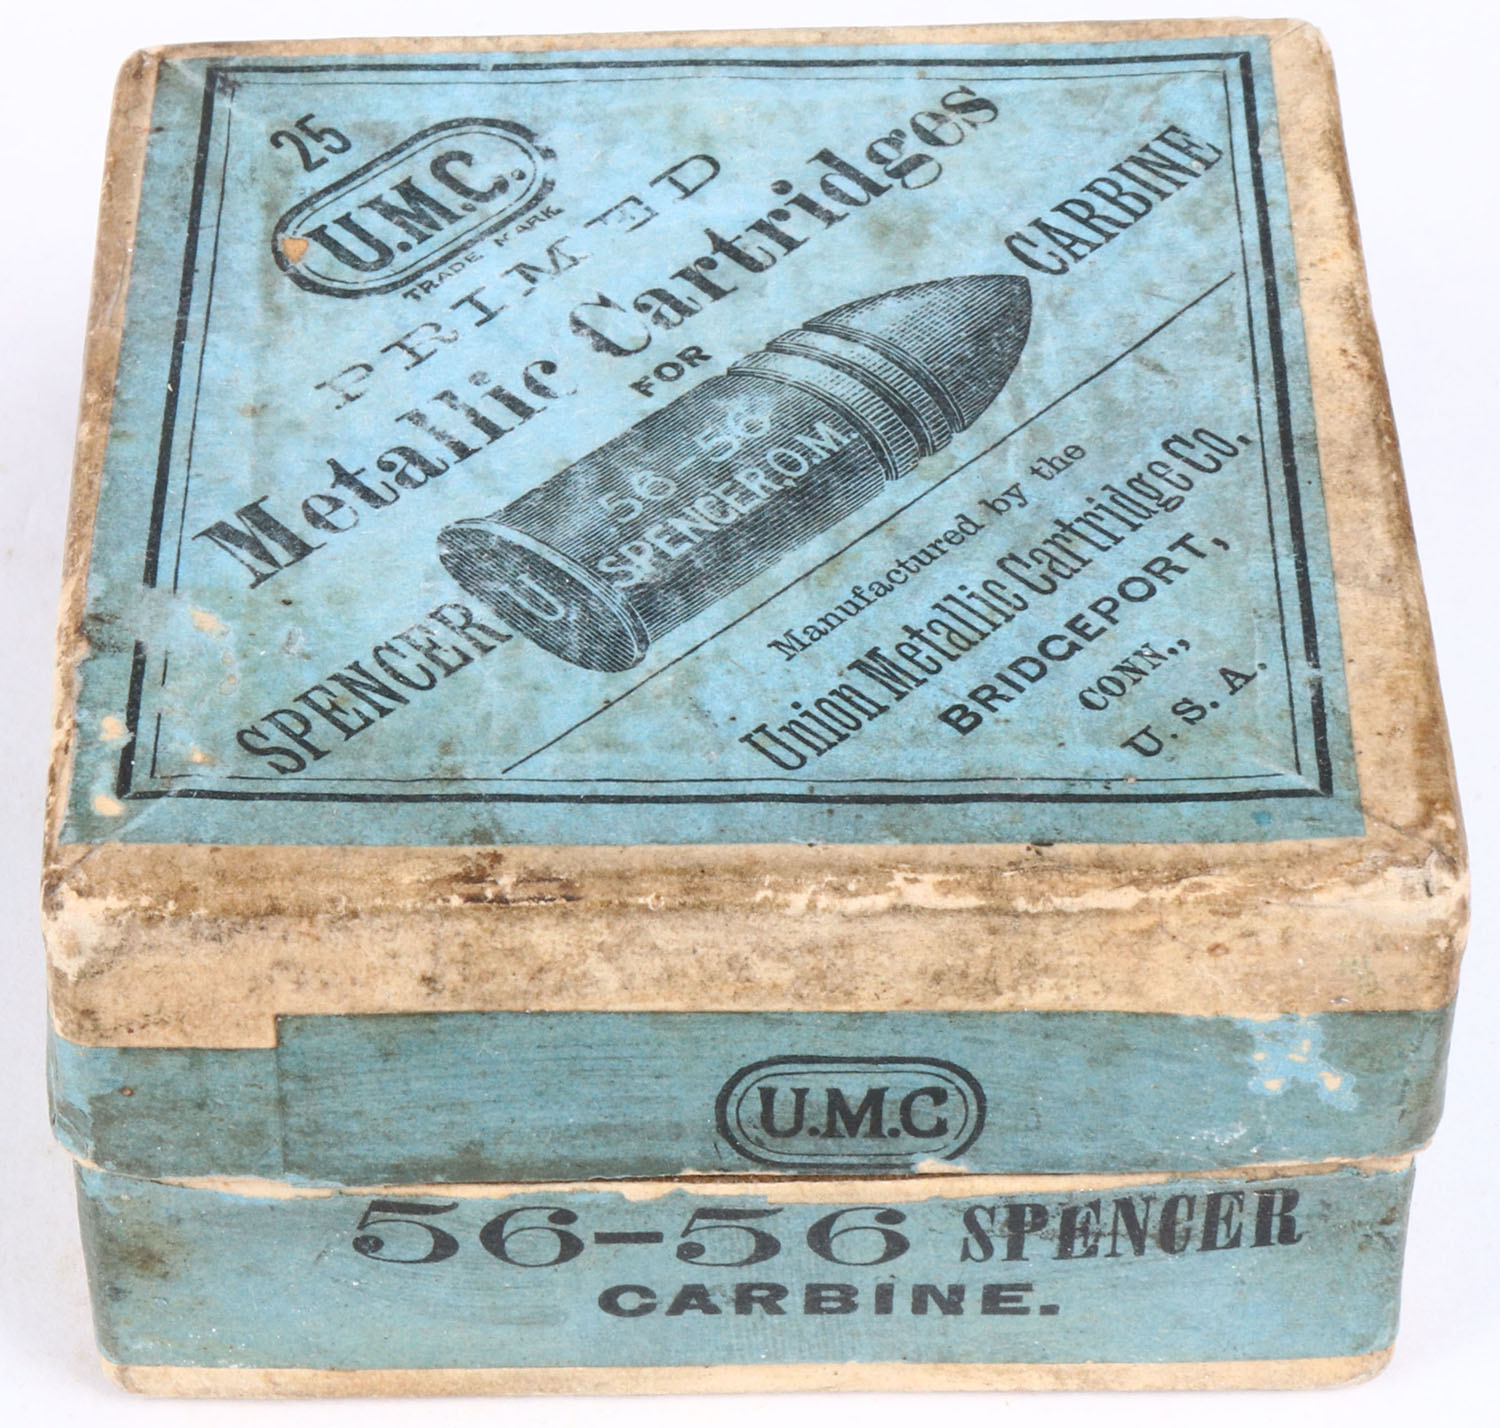 25
U.M.C.
TRADE MARK
PRIMED
Metallic Cartridges
FOR
SPENCER CARBINE
56-56
SPENCER,O.M.
U.
Manufactured by the
Union Metallic Cartridge Co.
BRIDGEPORT,
CONN.,
U. S. A.
U.M.C
56-56 SPENCER
CARBINE.